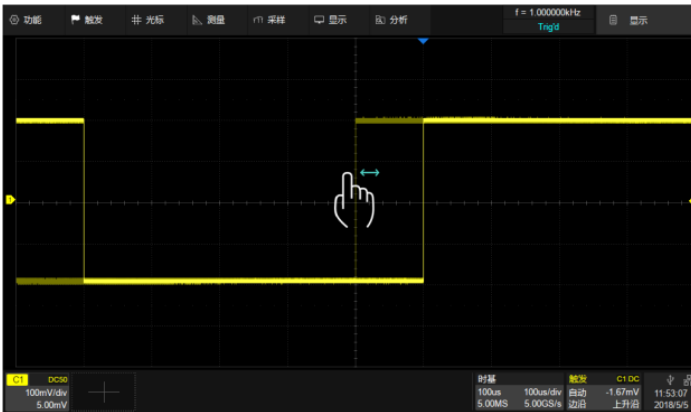 功能 触发 光标 测量 采样 显示 分析 f = 1.000000kHz 显示
Trig'd
C1 DC50
100mV/div
5.00mV
时基 触发 C1 DC
100us 100us/div 自动 -1.67mV 11:53:07
5.00MS 5.00GS/s 边沿 上升沿 2018/5/5